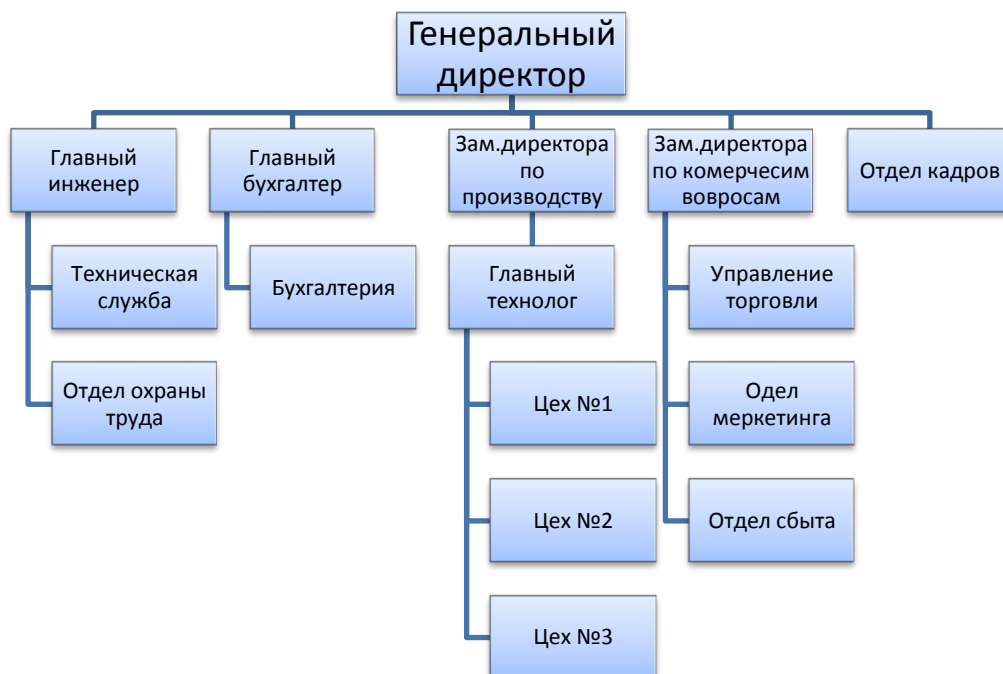 Генеральный
директор
Главный
инженер
Главный
бухгалтер
Зам.директора
по
производству
Зам.директора
по комерчесим
вовросам
Отдел кадров
Техническая
служба
Бухгалтерия
Главный
технолог
Управление
торговли
Отдел охраны
труда
Цех №1
Одел
меркетинга
Цех №2
Отдел сбыта
Цех №3